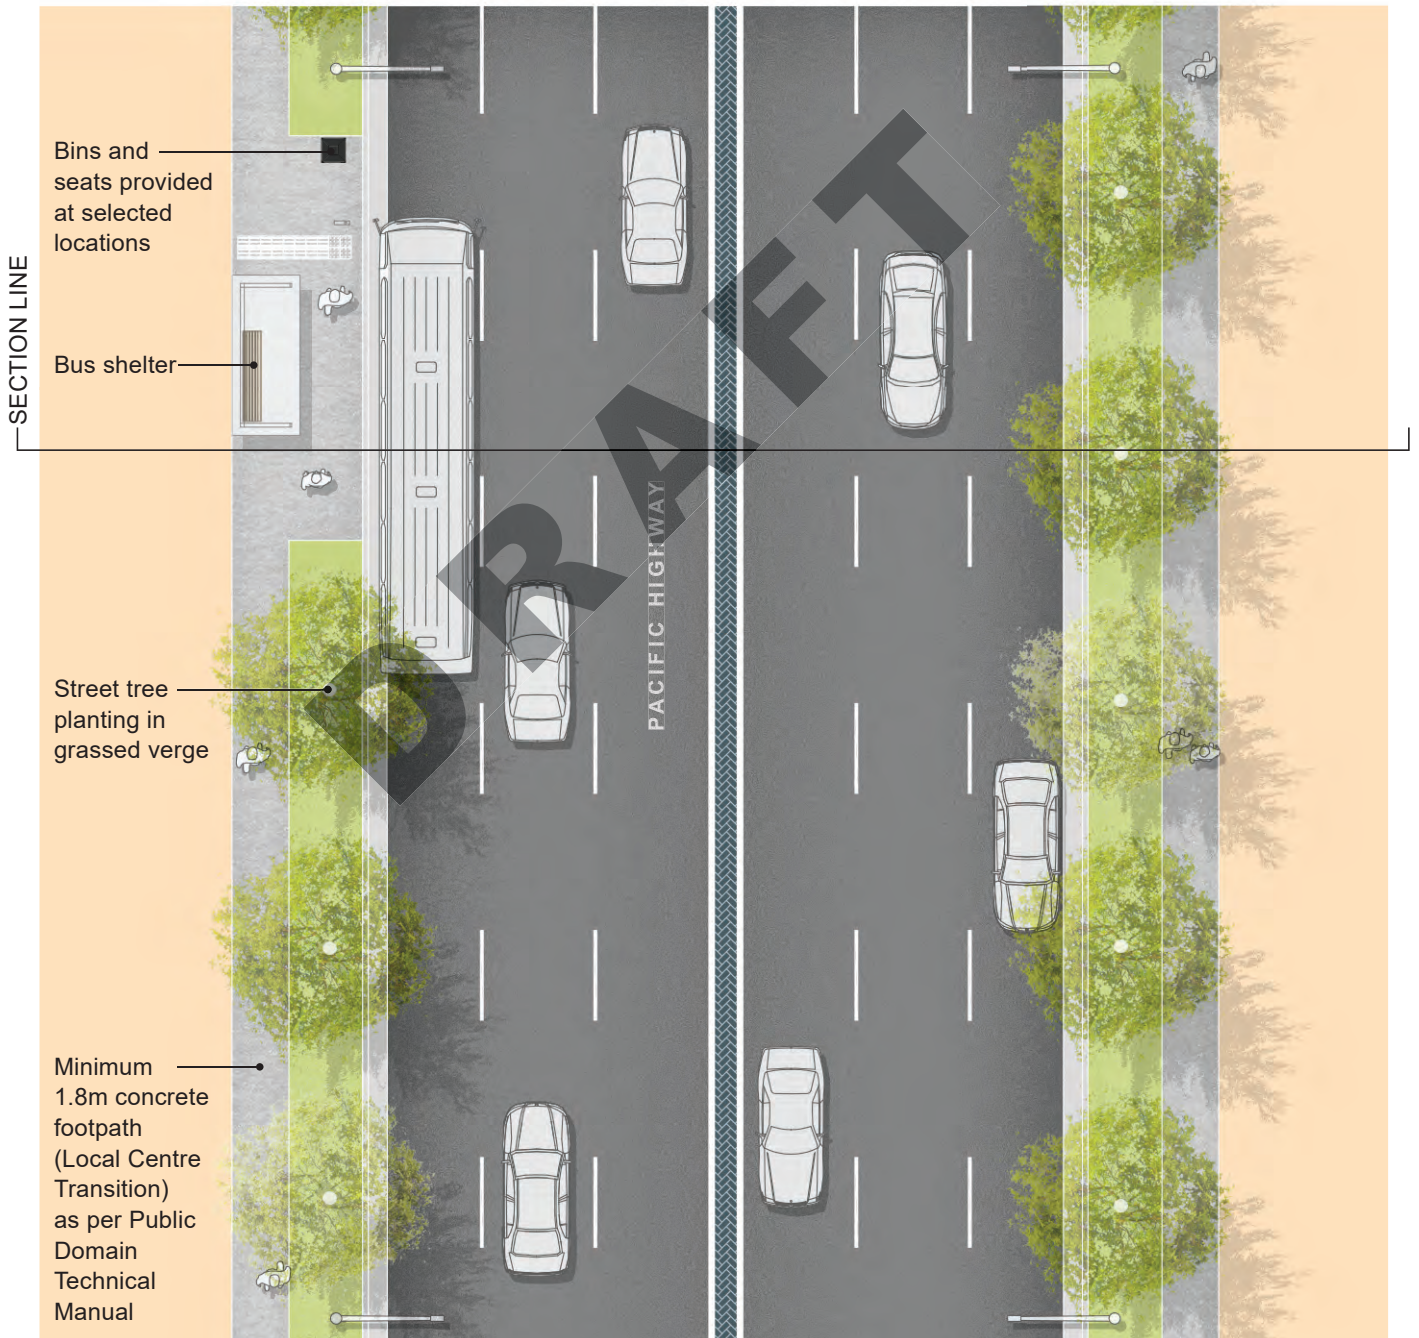 Bins and
seats provided
at selected
locations
SECTION LINE
Bus shelter
PACIFIC HIGHWAY
DRAFT
Street tree
planting in
grassed verge
Minimum
1.8m concrete
footpath
(Local Centre
Transition)
as per Public
Domain
Technical
Manual